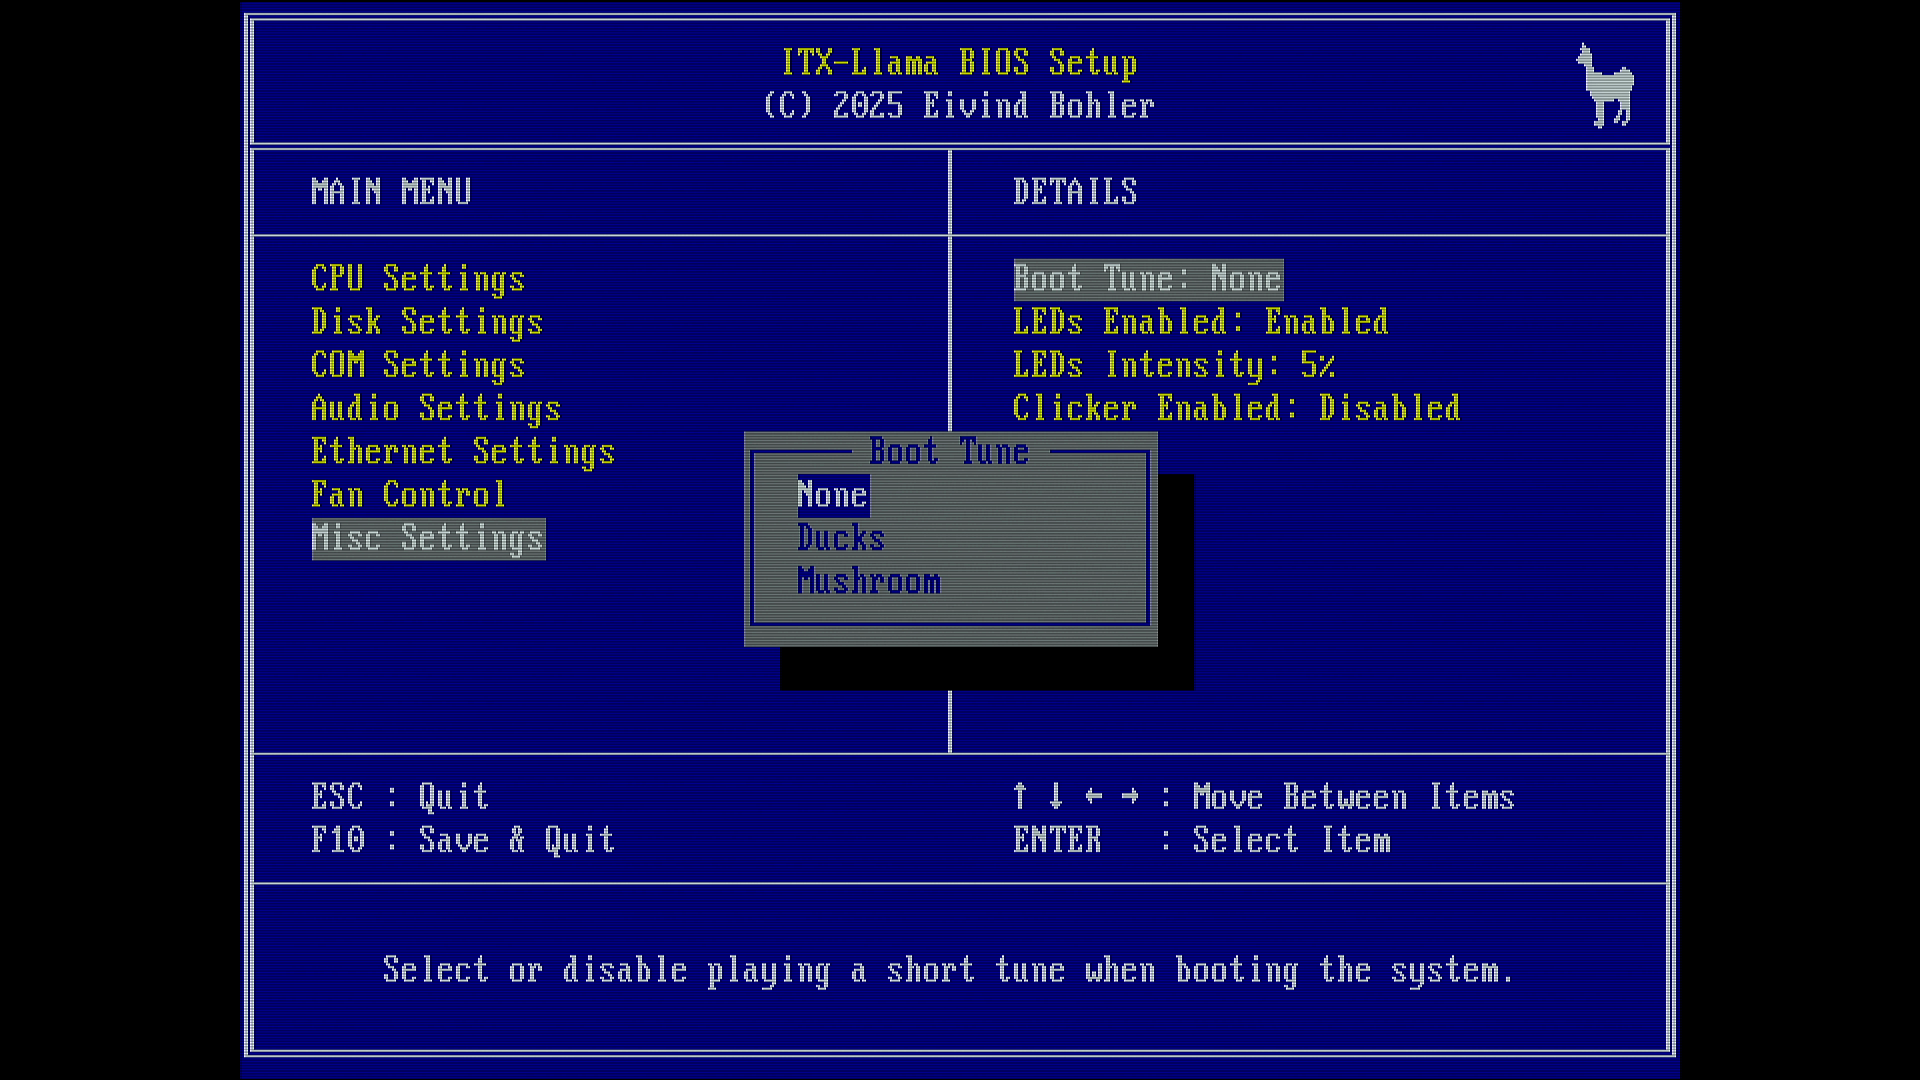 ITX-Llama BIOS Setup
(C) 2025 Eivind Bohler
MAIN MENU
DETAILS
CPU Settings
Disk Settings
COM Settings
Audio Settings
Ethernet Settings
Fan Control
Misc Settings
Boot Tune: None
LEDs Enabled: Enabled
LEDs Intensity: 5%
Clicker Enabled: Disabled
Boot Tune
None
Ducks
Mushroom
ESC : Quit
F10 : Save & Quit
↑ ↓ ← → : Move Between Items
ENTER : Select Item
Select or disable playing a short tune when booting the system.